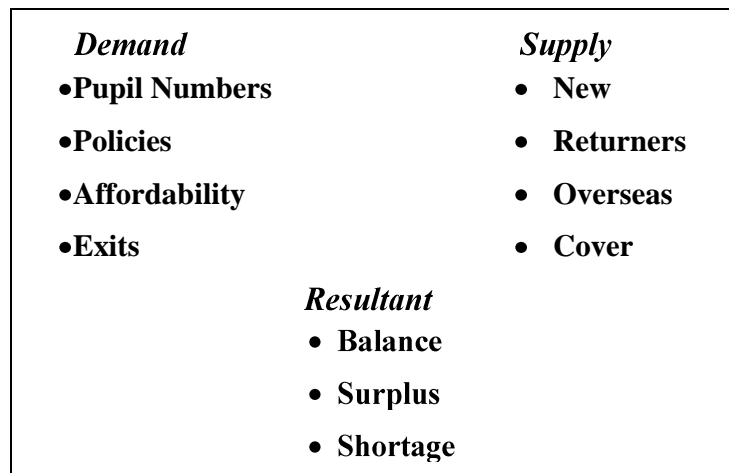 Demand
•Pupil Numbers
•Policies
•Affordability
•Exits
Supply
• New
• Returners
• Overseas
• Cover
Resultant
• Balance
• Surplus
• Shortage